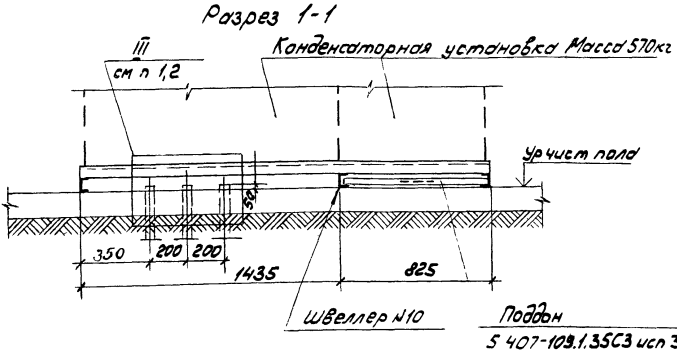 Разрез 1-1
III
см п 1,2
Конденсаторная установка Масса 570кг
Ур чист пола
50
350
200
200
1435
825
Швеллер N10
Поддон
5 407-109.1.35СЗ исп 3